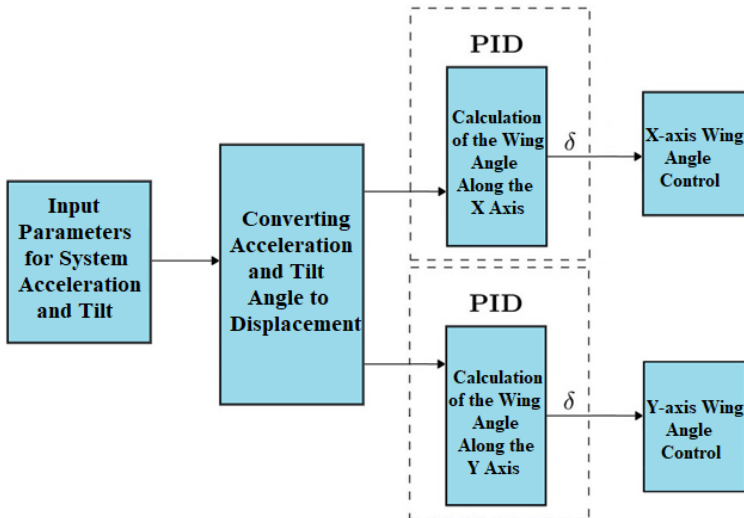 Input
Parameters
for System
Acceleration
and Tilt
Converting
Acceleration
and Tilt
Angle to
Displacement
PID
Calculation
of the Wing
Angle
Along the
X Axis
δ
X-axis Wing
Angle
Control
PID
Calculation
of the Wing
Angle
Along the
Y Axis
δ
Y-axis Wing
Angle
Control